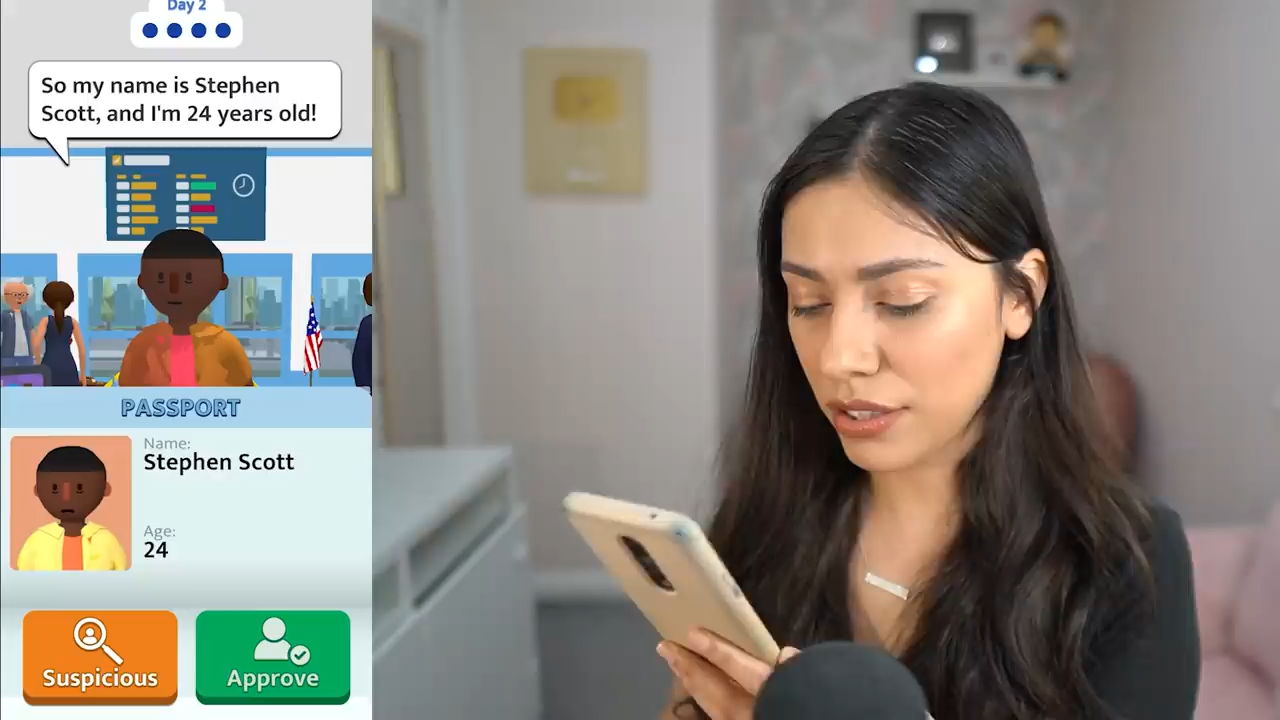 Day 2
So my name is Stephen
Scott, and I'm 24 years old!
PASSPORT
Name:
Stephen Scott
Age:
24
Suspicious
Approve